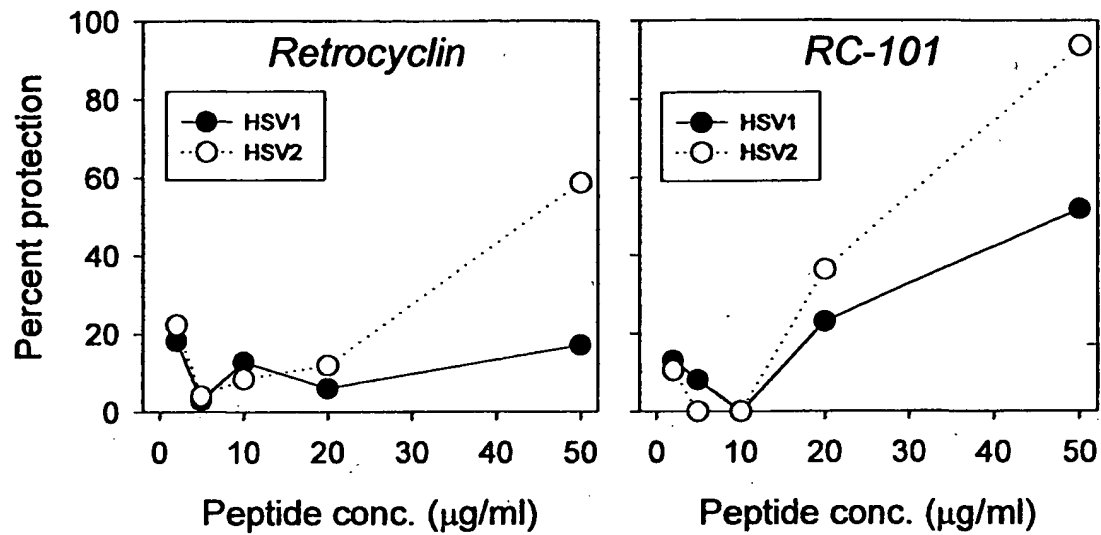 Percent protection
100
80
60
40
20
0
Retrocyclin
HSV1
HSV2
0 10 20 30 40 50
Peptide conc. (μg/ml)
RC-101
HSV1
HSV2
0 10 20 30 40 50
Peptide conc. (μg/ml)